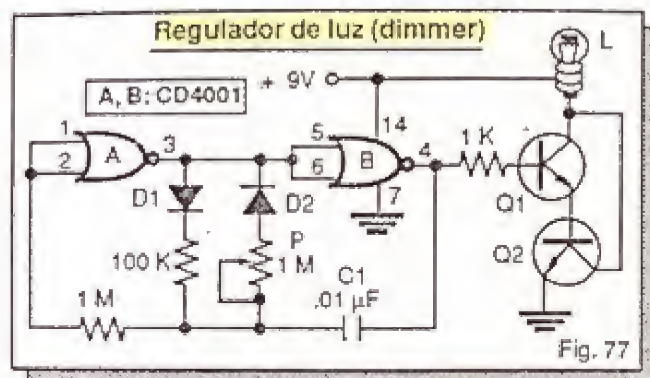 Regulador de luz (dimmer)
L
+ 9V
A, B: CD4001
1
2
A
3
5
6
B
14
4
7
1 K
Q1
D1
D2
P
1 M
100 K
Q2
C1
.01 µF
1 M
Fig. 77